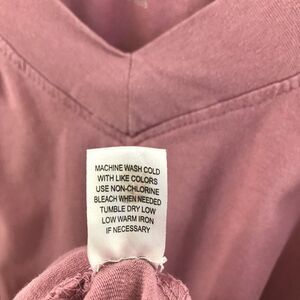 MACHINE WASH COLD
WITH LIKE COLORS
USE NON-CHLORINE
BLEACH WHEN NEEDED
TUMBLE DRY LOW
LOW WARM IRON
IF NECESSARY